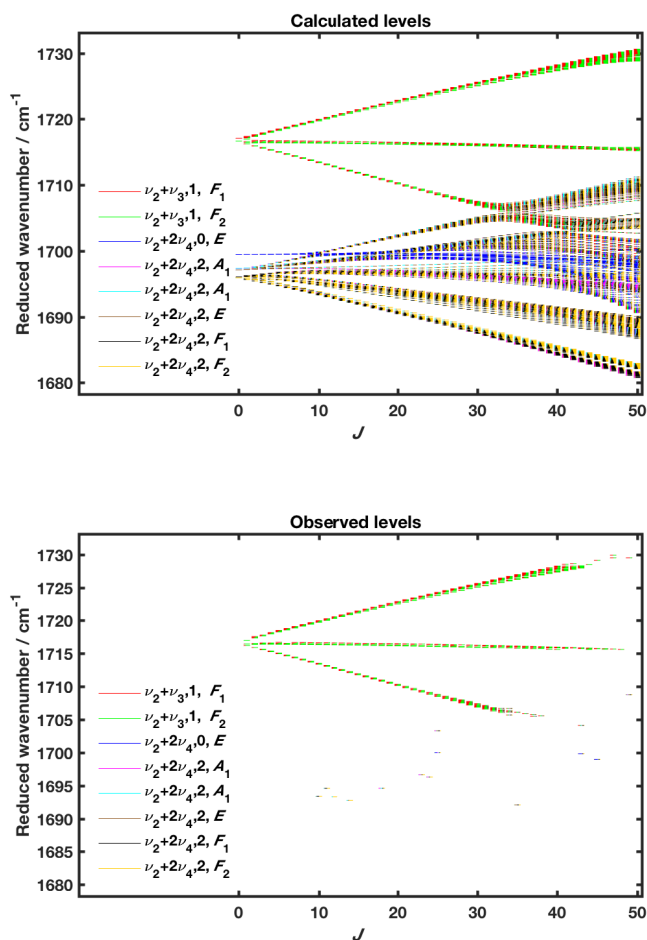 Calculated levels
1730
1720
1710
1700
1690
1680
Reduced wavenumber / cm⁻¹
ν₂+ν₃,1, F₁
ν₂+ν₃,1, F₂
ν₂+2ν₄,0, E
ν₂+2ν₄,2, A₁
ν₂+2ν₄,2, A₁
ν₂+2ν₄,2, E
ν₂+2ν₄,2, F₁
ν₂+2ν₄,2, F₂
0 10 20 30 40 50
J
Observed levels
1730
1725
1720
1715
1710
1705
1700
1695
1690
1685
1680
Reduced wavenumber / cm⁻¹
ν₂+ν₃,1, F₁
ν₂+ν₃,1, F₂
ν₂+2ν₄,0, E
ν₂+2ν₄,2, A₁
ν₂+2ν₄,2, A₁
ν₂+2ν₄,2, E
ν₂+2ν₄,2, F₁
ν₂+2ν₄,2, F₂
0 10 20 30 40 50
J